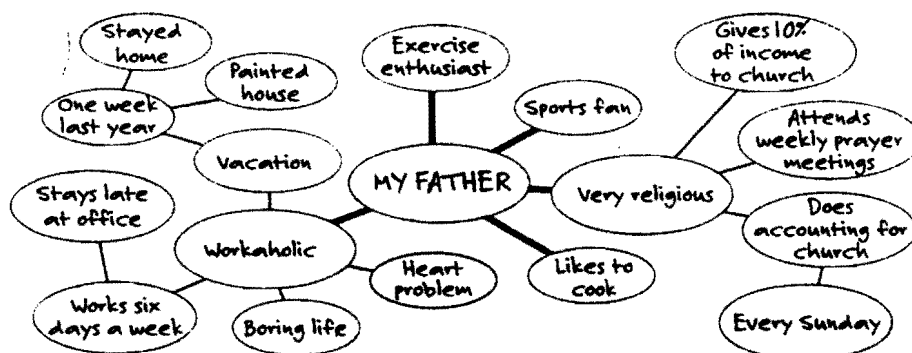 Stayed
home
Painted
house
One week
last year
Vacation
Stays late
at office
Workaholic
Works six
days a week
Boring life
Heart
problem
Exercise
enthusiast
Sports fan
MY FATHER
Likes to
cook
Very religious
Gives 10%
of income
to church
Attends
weekly prayer
meetings
Does
accounting for
church
Every Sunday